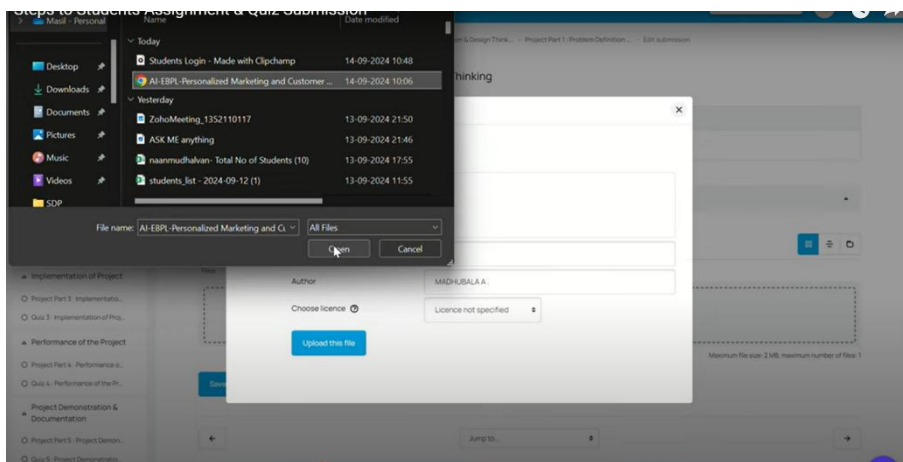 Steps to Students Assignment & Quiz Submission
Masil - Personal
Name
Date modified
Today
Students Login - Made with Clipchamp 14-09-2024 10:48
AI-EBPL-Personalized Marketing and Customer ... 14-09-2024 10:06
Yesterday
ZohoMeeting_1352110117 13-09-2024 21:50
ASK ME anything 13-09-2024 21:46
naanmudhalvan- Total No of Students (10) 13-09-2024 17:55
students_list - 2024-09-12 (1) 13-09-2024 11:55
Desktop
Downloads
Documents
Pictures
Music
Videos
SDP
File name: AI-EBPL-Personalized Marketing and Cu
All Files
Open
Cancel
& Design Think... Project Part 1 : Problem Definition ... Edit submission
hinking
Author
MADHUBALA A .
Choose licence
Licence not specified
Upload this file
Files
Maximum file size: 2 MB, maximum number of files: 1
Save
Implementation of Project
Project Part 3 : Implementatio...
Quiz 3 : Implementation of Proj...
Performance of the Project
Project Part 4 : Performance o...
Quiz 4 : Performance of the Pr...
Project Demonstration &
Documentation
Project Part 5 : Project Demon...
Quiz 5 : Project Demonstratio...
Jump to...